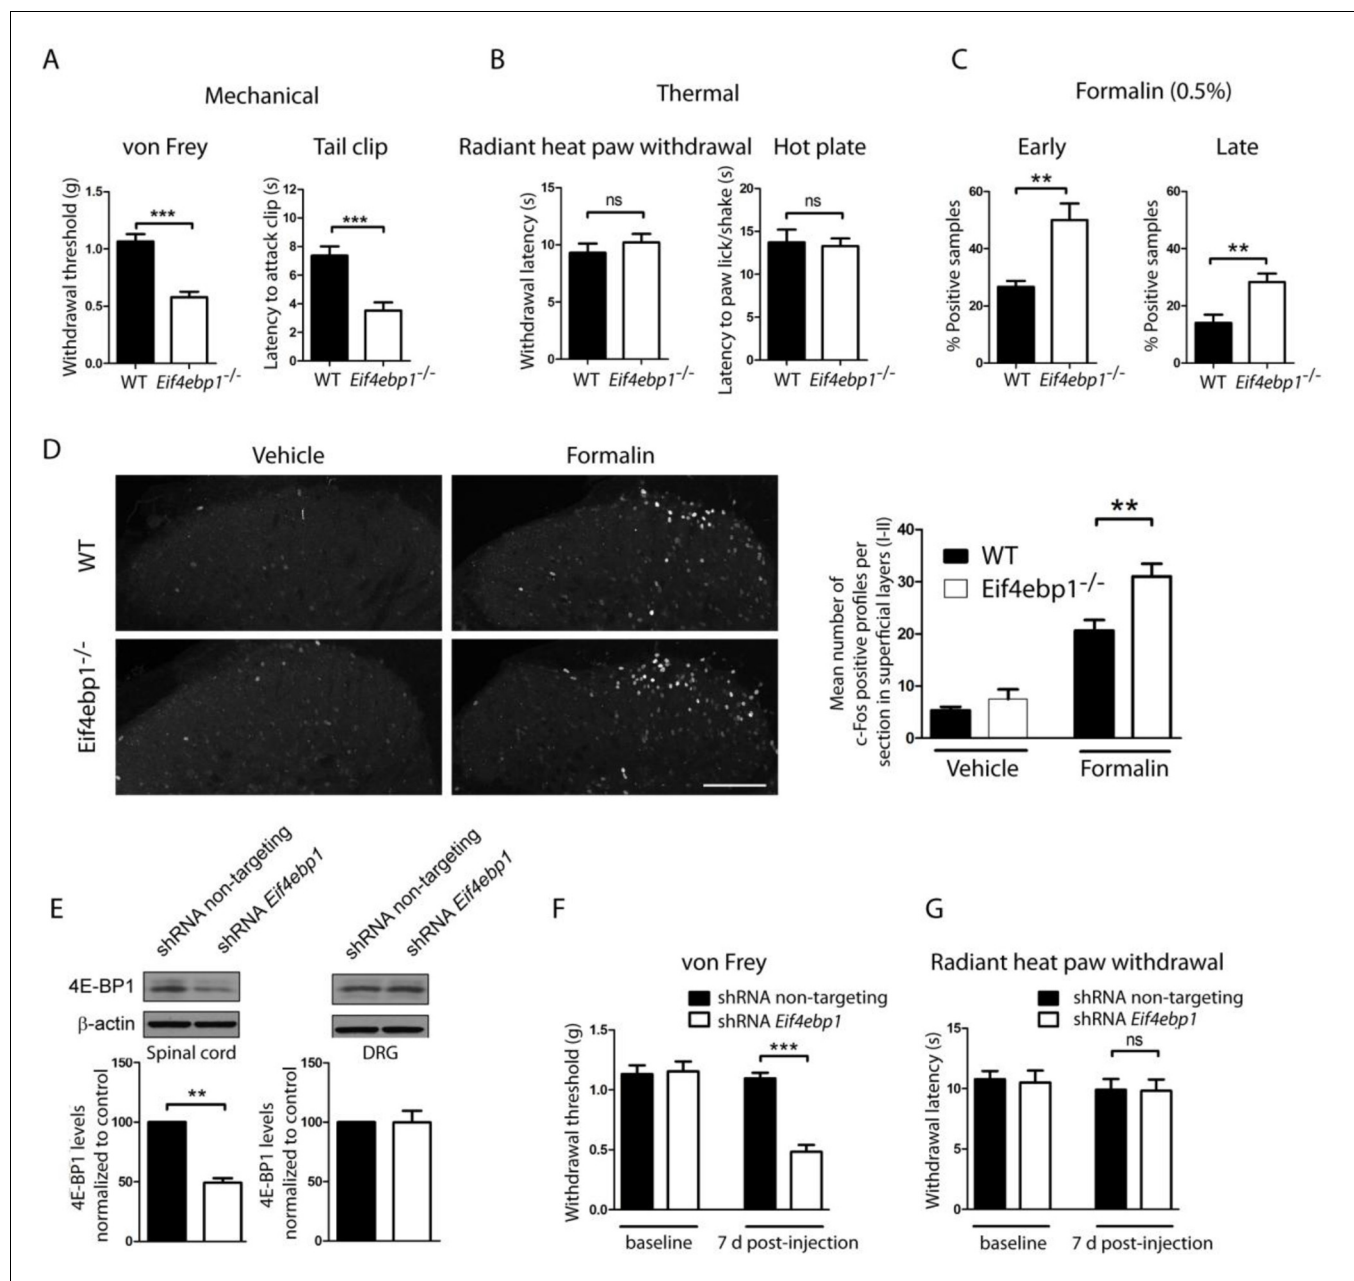 A
B
C
Mechanical
Thermal
Formalin (0.5%)
von Frey
Tail clip
Radiant heat paw withdrawal
Hot plate
Early
Late
Withdrawal threshold (g)
1.5
1.0
0.5
0.0
***
WT Eif4ebp1-/-
Latency to attack clip (s)
12
10
8
6
4
2
0
***
WT Eif4ebp1-/-
Withdrawal latency (s)
15
10
5
0
ns
WT Eif4ebp1-/-
Latency to paw lick/shake (s)
20
15
10
5
0
ns
WT Eif4ebp1-/-
% Positive samples
60
40
20
0
**
WT Eif4ebp1-/-
% Positive samples
60
40
20
0
**
WT Eif4ebp1-/-
D
Vehicle
Formalin
WT
Eif4ebp1-/-
Mean number of
c-Fos positive profiles per
section in superficial layers (I-II)
40
30
20
10
0
**
WT
Eif4ebp1-/-
Vehicle
Formalin
E
shRNA non-targeting
shRNA Eif4ebp1
shRNA non-targeting
shRNA Eif4ebp1
4E-BP1
β-actin
Spinal cord
DRG
4E-BP1 levels
normalized to control
150
100
50
0
**
4E-BP1 levels
normalized to control
150
100
50
0
F
von Frey
shRNA non-targeting
shRNA Eif4ebp1
Withdrawal threshold (g)
1.5
1.0
0.5
0.0
***
baseline
7 d post-injection
G
Radiant heat paw withdrawal
shRNA non-targeting
shRNA Eif4ebp1
Withdrawal latency (s)
15
10
5
0
ns
baseline
7 d post-injection